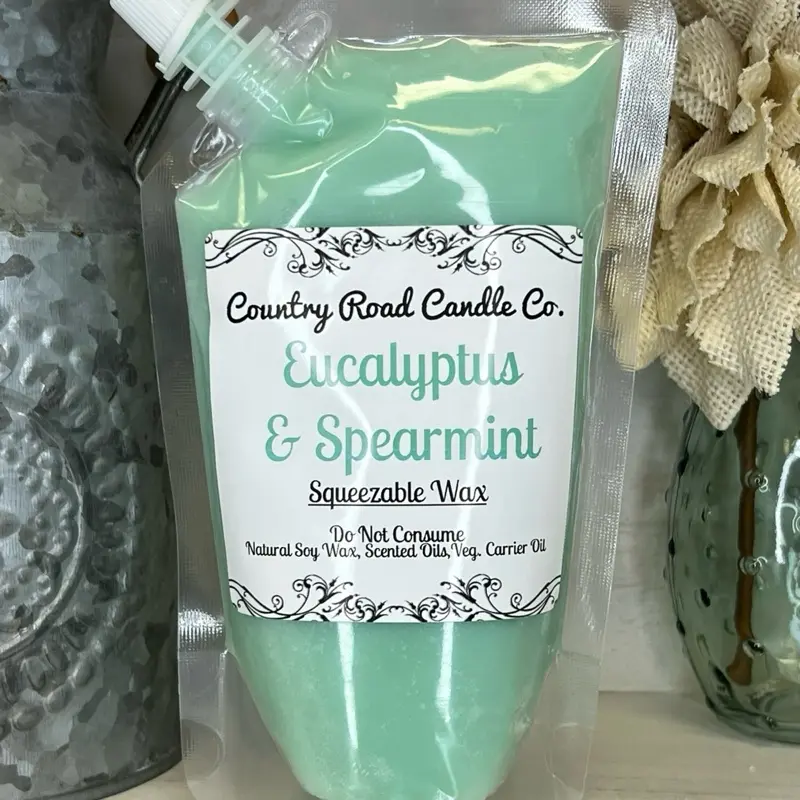 Country Road Candle Co.
Eucalyptus
& Spearmint
Squeezable Wax
Do Not Consume
Natural Soy Wax, Scented Oils,Veg. Carrier Oil